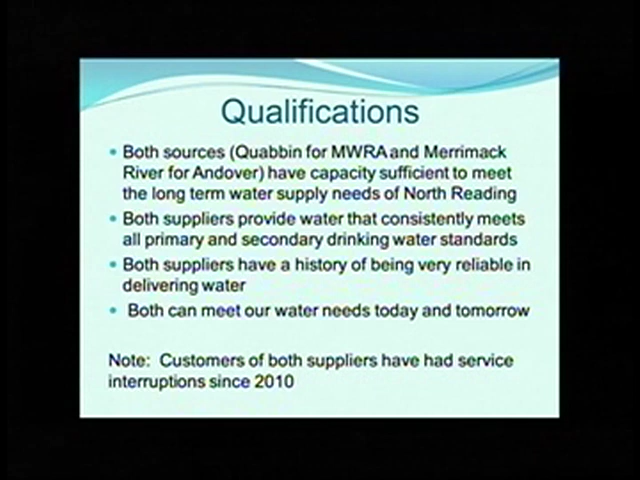 Qualifications
• Both sources (Quabbin for MWRA and Merrimack
River for Andover) have capacity sufficient to meet
the long term water supply needs of North Reading
• Both suppliers provide water that consistently meets
all primary and secondary drinking water standards
• Both suppliers have a history of being very reliable in
delivering water
• Both can meet our water needs today and tomorrow
Note: Customers of both suppliers have had service
interruptions since 2010